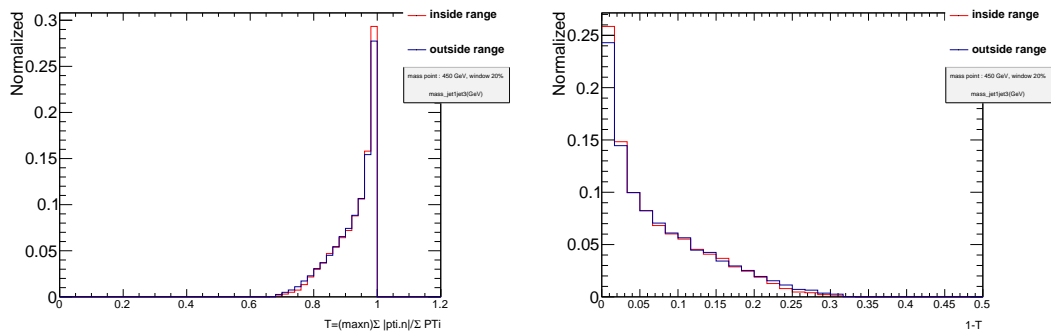 Normalized
0.3
0.25
0.2
0.15
0.1
0.05
0
0 0.2 0.4 0.6 0.8 1 1.2
T=(maxn)Σ |pti.n|/Σ PTi
inside range
outside range
mass point : 450 GeV, window 20%
mass_jet1jet3(GeV)
Normalized
0.25
0.2
0.15
0.1
0.05
0
0 0.05 0.1 0.15 0.2 0.25 0.3 0.35 0.4 0.45 0.5
1-T
inside range
outside range
mass point : 450 GeV, window 20%
mass_jet1jet3(GeV)